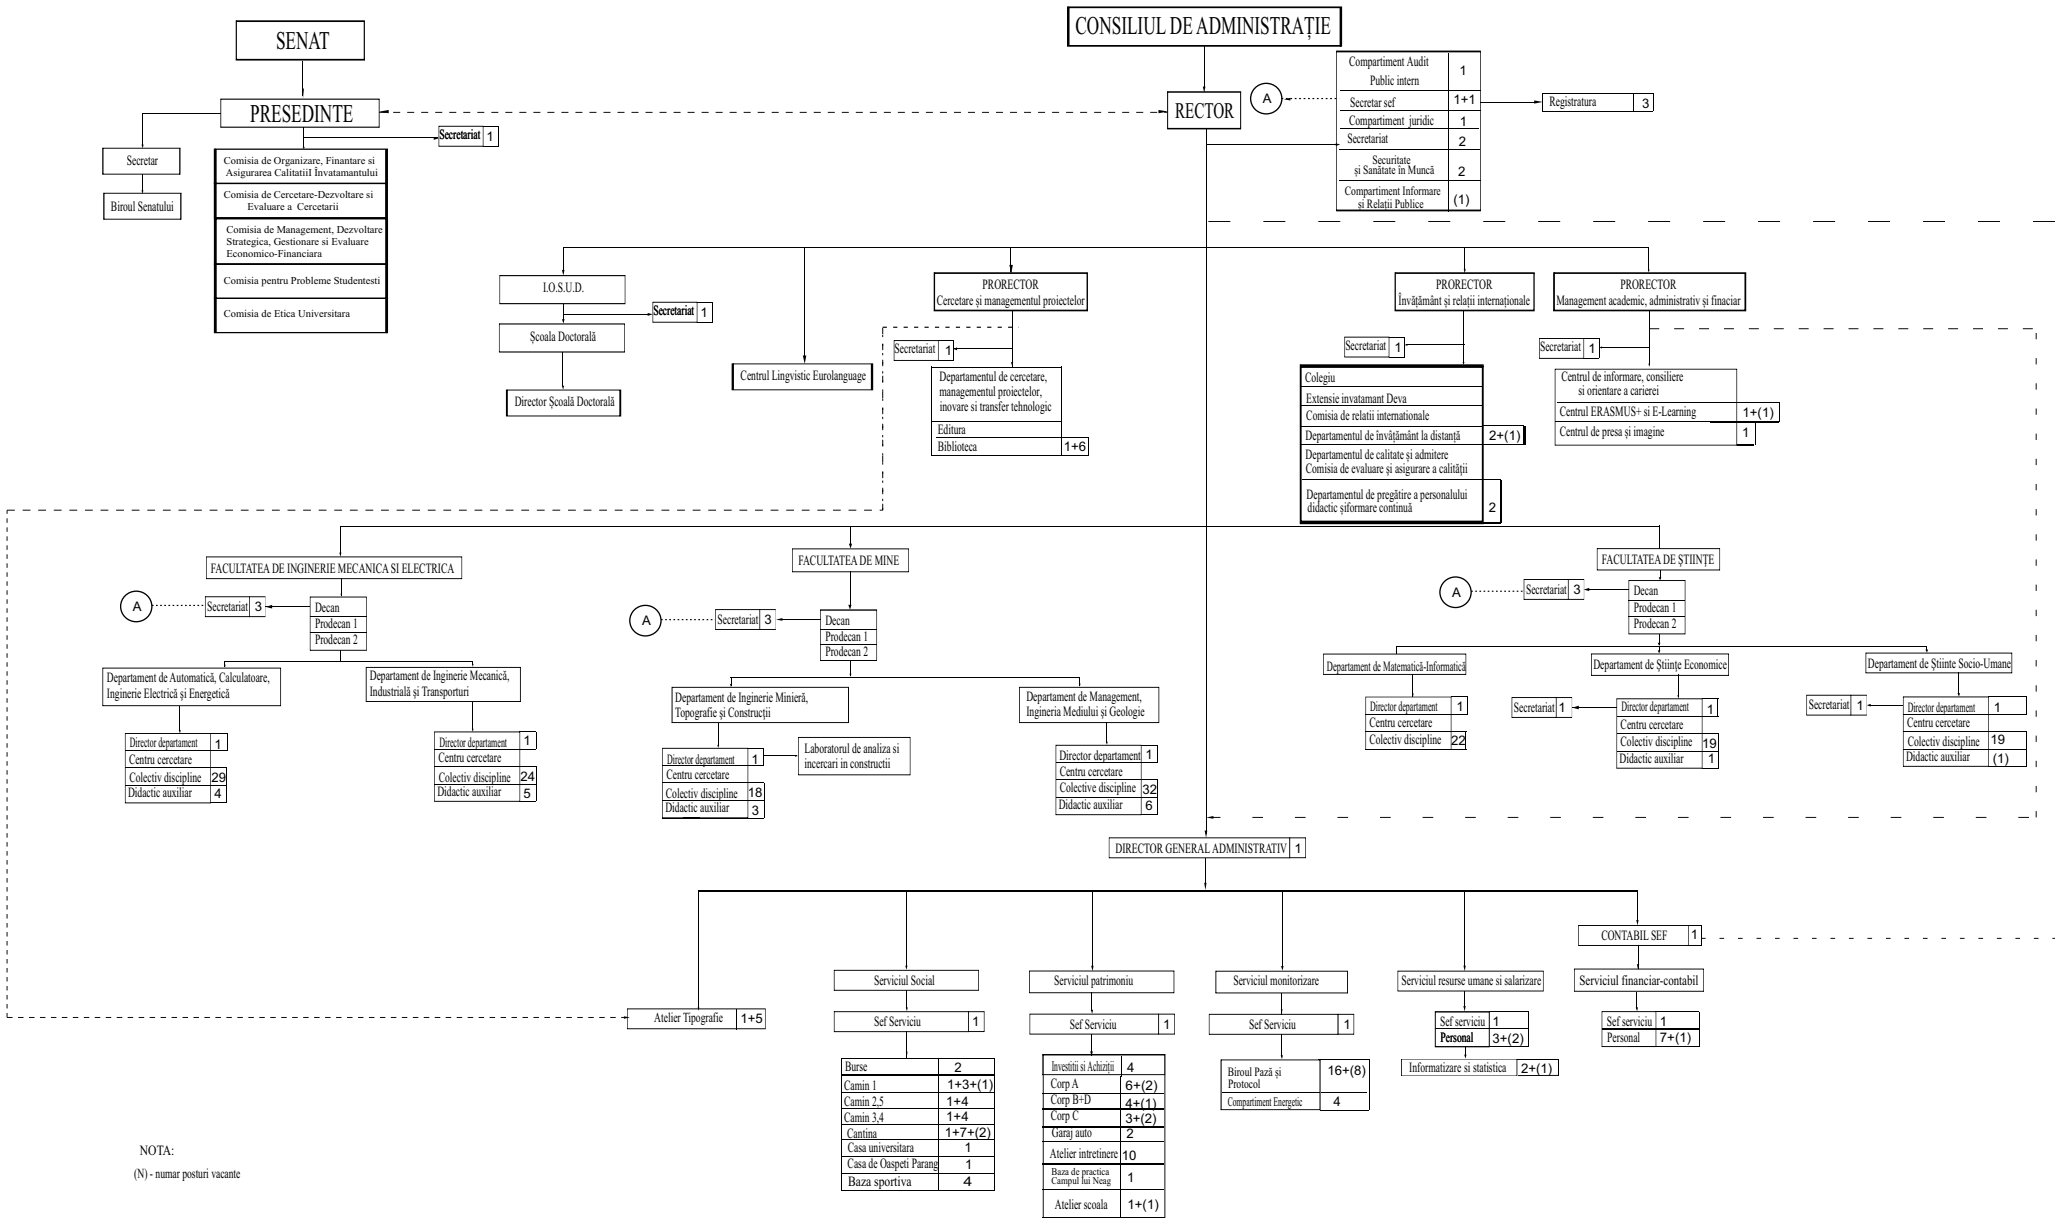 SENAT
PRESEDINTE
Secretariat 1
Secretar
Biroul Senatului
Comisia de Organizare, Finantare si
Asigurarea CalitatiiI Învatamantului
Comisia de Cercetare-Dezvoltare si
Evaluare a Cercetarii
Comisia de Management, Dezvoltare
Strategica, Gestionare si Evaluare
Economico-Financiara
Comisia pentru Probleme Studentesti
Comisia de Etica Universitara
CONSILIUL DE ADMINISTRAȚIE
RECTOR
A
Compartiment Audit
Public intern 1
Secretar sef 1+1
Compartiment juridic 1
Secretariat 2
Securitate
și Sanătate în Muncă 2
Compartiment Informare
și Relații Publice (1)
Registratura 3
I.O.S.U.D.
Secretariat 1
Școala Doctorală
Director Școală Doctorală
Centrul Lingvistic Eurolanguage
PRORECTOR
Cercetare și managementul proiectelor
Secretariat 1
Departamentul de cercetare,
managementul proiectelor,
inovare si transfer tehnologic
Editura
Biblioteca 1+6
PRORECTOR
Învățământ și relații internaționale
Secretariat 1
Colegiu
Extensie invatamant Deva
Comisia de relatii internationale
Departamentul de învățământ la distanță 2+(1)
Departamentul de calitate și admitere
Comisia de evaluare și asigurare a calității
Departamentul de pregătire a personalului
didactic șiformare continuă 2
PRORECTOR
Management academic, administrativ și finaciar
Secretariat 1
Centrul de informare, consiliere
si orientare a carierei
Centrul ERASMUS+ si E-Learning 1+(1)
Centrul de presa și imagine 1
FACULTATEA DE INGINERIE MECANICA SI ELECTRICA
A
Secretariat 3
Decan
Prodecan 1
Prodecan 2
Departament de Automatică, Calculatoare,
Inginerie Electrică și Energetică
Director departament 1
Centru cercetare
Colectiv discipline 29
Didactic auxiliar 4
Departament de Inginerie Mecanică,
Industrială și Transporturi
Director departament 1
Centru cercetare
Colectiv discipline 24
Didactic auxiliar 5
FACULTATEA DE MINE
A
Secretariat 3
Decan
Prodecan 1
Prodecan 2
Departament de Inginerie Minieră,
Topografie și Construcții
Director departament 1
Centru cercetare
Colectiv discipline 18
Didactic auxiliar 3
Laboratorul de analiza si
incercari in constructii
Departament de Management,
Ingineria Mediului și Geologie
Director departament 1
Centru cercetare
Colective discipline 32
Didactic auxiliar 6
FACULTATEA DE ȘTIINȚE
A
Secretariat 3
Decan
Prodecan 1
Prodecan 2
Departament de Matematică-Informatică
Director departament 1
Centru cercetare
Colectiv discipline 22
Departament de Științe Economice
Secretariat 1
Director departament 1
Centru cercetare
Colectiv discipline 19
Didactic auxiliar 1
Departament de Știinte Socio-Umane
Secretariat 1
Director departament 1
Centru cercetare
Colectiv discipline 19
Didactic auxiliar (1)
DIRECTOR GENERAL ADMINISTRATIV 1
Atelier Tipografie 1+5
Serviciul Social
Sef Serviciu 1
Burse 2
Camin 1 1+3+(1)
Camin 2,5 1+4
Camin 3,4 1+4
Cantina 1+7+(2)
Casa universitara 1
Casa de Oaspeti Parang 1
Baza sportiva 4
Serviciul patrimoniu
Sef Serviciu 1
Investitii si Achiziții 4
Corp A 6+(2)
Corp B+D 4+(1)
Corp C 3+(2)
Garaj auto 2
Atelier intretinere 10
Baza de practica
Campul lui Neag 1
Atelier scoala 1+(1)
Serviciul monitorizare
Sef Serviciu 1
Biroul Pază și
Protocol 16+(8)
Compartiment Energetic 4
Serviciul resurse umane si salarizare
Sef serviciu 1
Personal 3+(2)
Informatizare si statistica 2+(1)
CONTABIL SEF 1
Serviciul financiar-contabil
Sef serviciu 1
Personal 7+(1)
NOTA:
(N) - numar posturi vacante